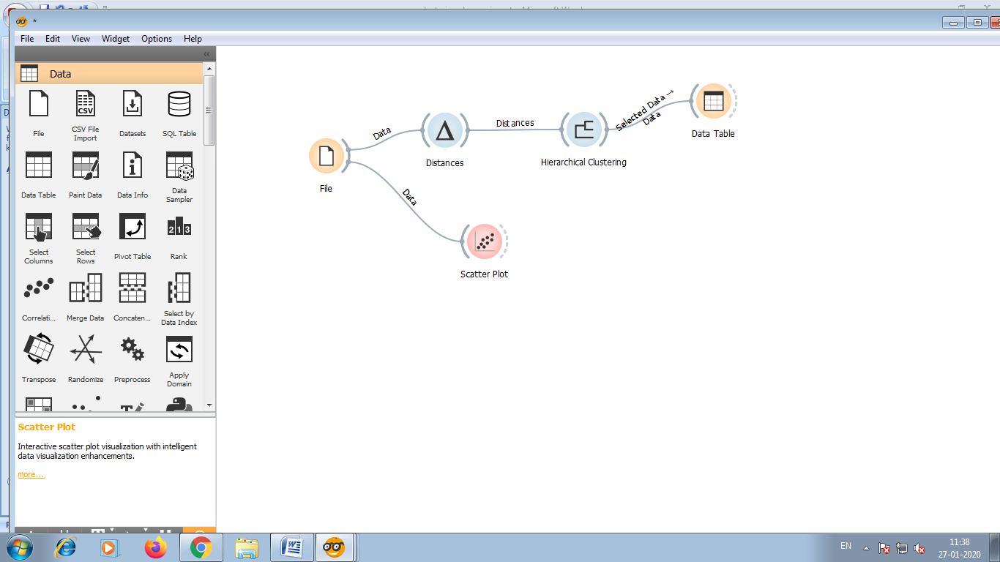 *
File Edit View Widget Options Help
Data
File
CSV File
Import
Datasets
SQL Table
Data Table
Paint Data
Data Info
Data
Sampler
Select
Columns
Select
Rows
Pivot Table
Rank
Correlati...
Merge Data
Concaten...
Select by
Data Index
Transpose
Randomize
Preprocess
Apply
Domain
Scatter Plot
Interactive scatter plot visualization with intelligent
data visualization enhancements.
more...
File
Data
Distances
Distances
Hierarchical Clustering
Selected Data →
Data
Data Table
Data
Scatter Plot
EN
11:38
27-01-2020